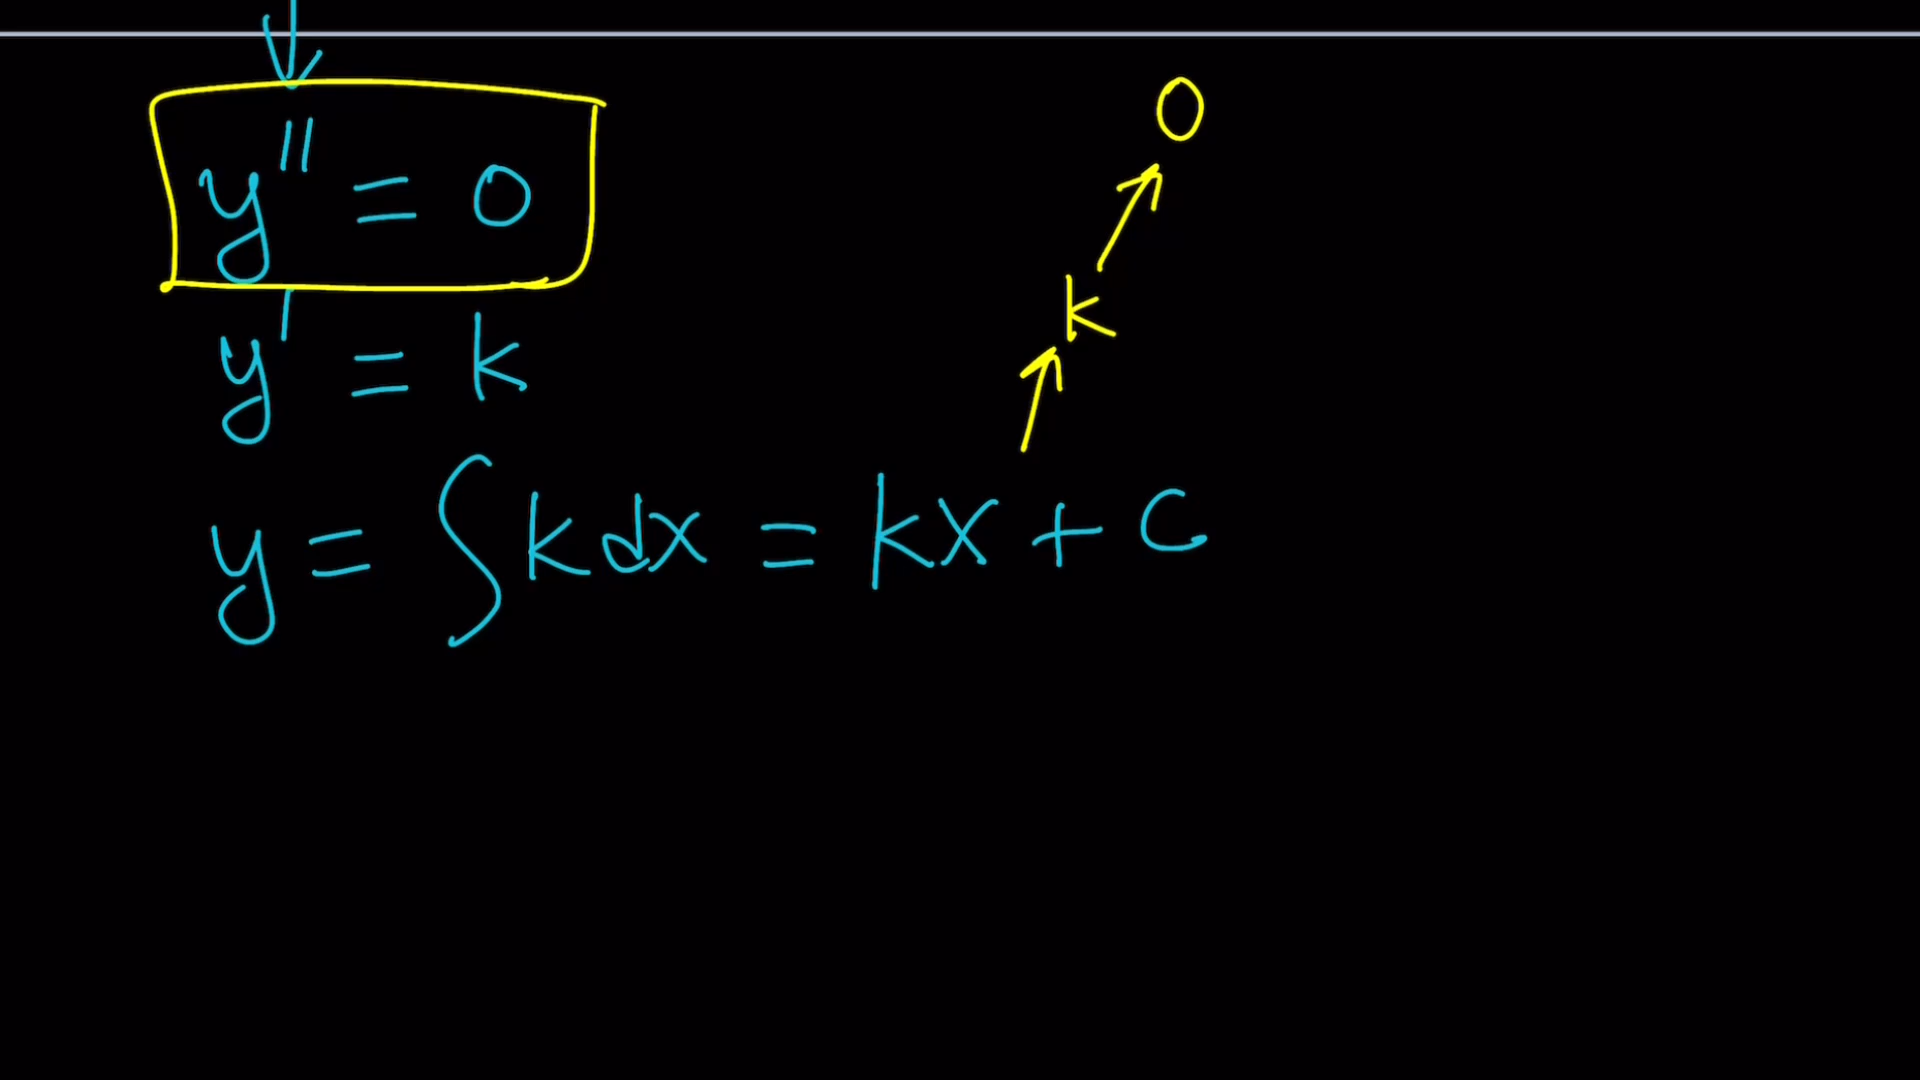 y'' = 0
0
k
y' = k
y = ∫ k dx = kx + c